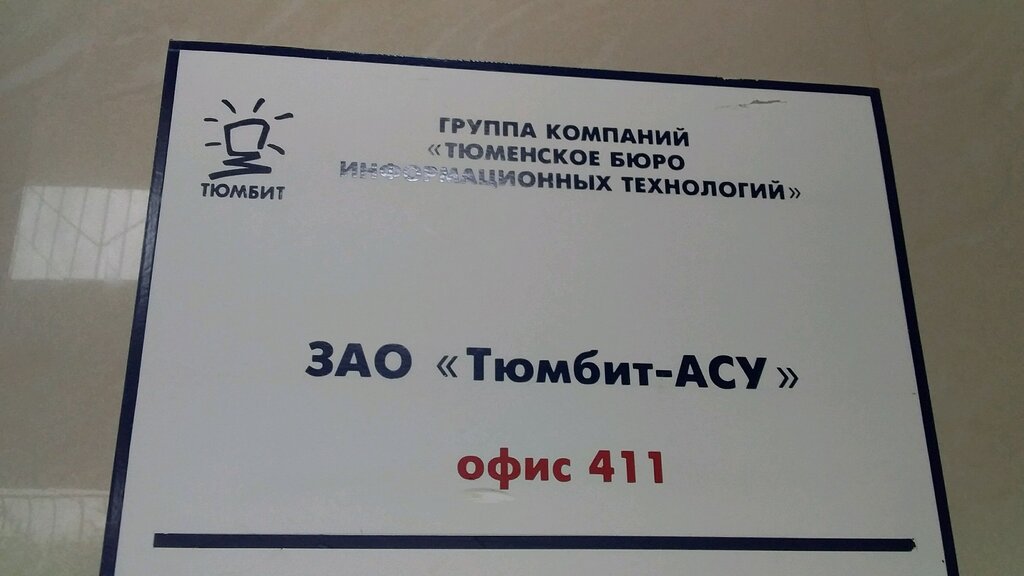 ТЮМБИТ
ГРУППА КОМПАНИЙ
«ТЮМЕНСКОЕ БЮРО
ИНФОРМАЦИОННЫХ ТЕХНОЛОГИЙ»
ЗАО «Тюмбит-АСУ»
офис 411